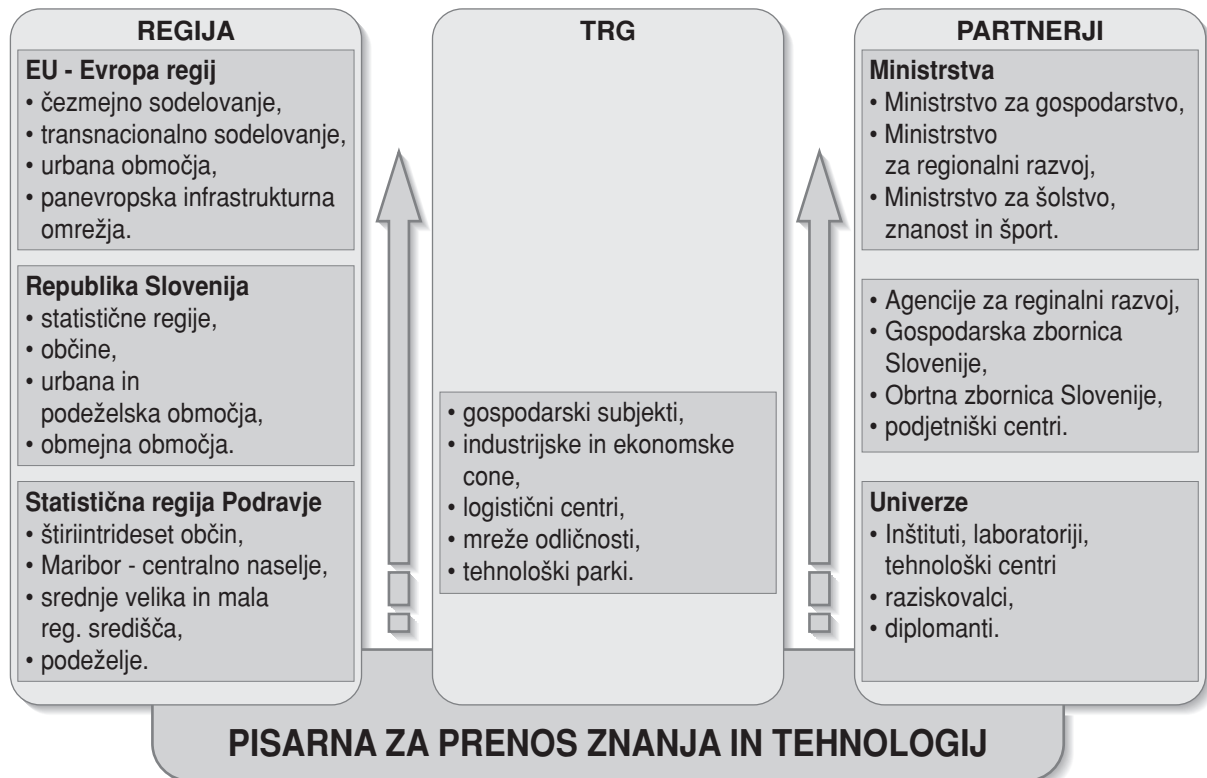 REGIJA
EU - Evropa regij
• čezmejno sodelovanje,
• transnacionalno sodelovanje,
• urbana območja,
• panevropska infrastrukturna
omrežja.
Republika Slovenija
• statistične regije,
• občine,
• urbana in
podeželska območja,
• obmejna območja.
Statistična regija Podravje
• štiriintrideset občin,
• Maribor - centralno naselje,
• srednje velika in mala
reg. središča,
• podeželje.
TRG
• gospodarski subjekti,
• industrijske in ekonomske
cone,
• logistični centri,
• mreže odličnosti,
• tehnološki parki.
PARTNERJI
Ministrstva
• Ministrstvo za gospodarstvo,
• Ministrstvo
za regionalni razvoj,
• Ministrstvo za šolstvo,
znanost in šport.
• Agencije za reginalni razvoj,
• Gospodarska zbornica
Slovenije,
• Obrtna zbornica Slovenije,
• podjetniški centri.
Univerze
• Inštituti, laboratoriji,
tehnološki centri
• raziskovalci,
• diplomanti.
PISARNA ZA PRENOS ZNANJA IN TEHNOLOGIJ